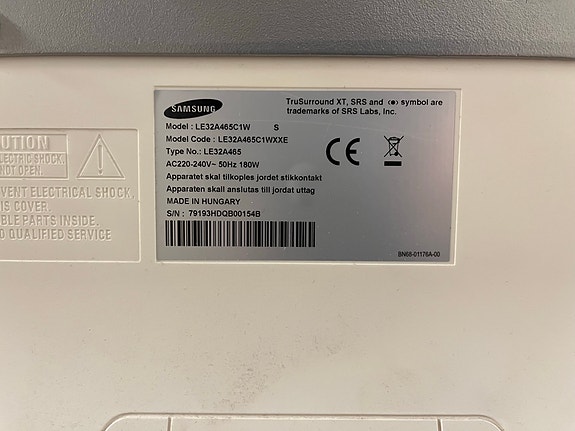 SAMSUNG
TruSurround XT, SRS and (●) symbol are
trademarks of SRS Labs, Inc.
Model : LE32A465C1W S
Model Code : LE32A465C1WXXE
Type No.: LE32A465
AC220-240V~ 50Hz 180W
Apparatet skal tilkoples jordet stikkontakt
Apparaten skall anslutas till jordat uttag
MADE IN HUNGARY
S/N : 79193HDQB00154B
CE
BN68-01176A-00
CAUTION
ELECTRIC SHOCK
NOT OPEN
VENT ELECTRICAL SHOCK,
IS COVER.
BLE PARTS INSIDE.
O QUALIFIED SERVICE